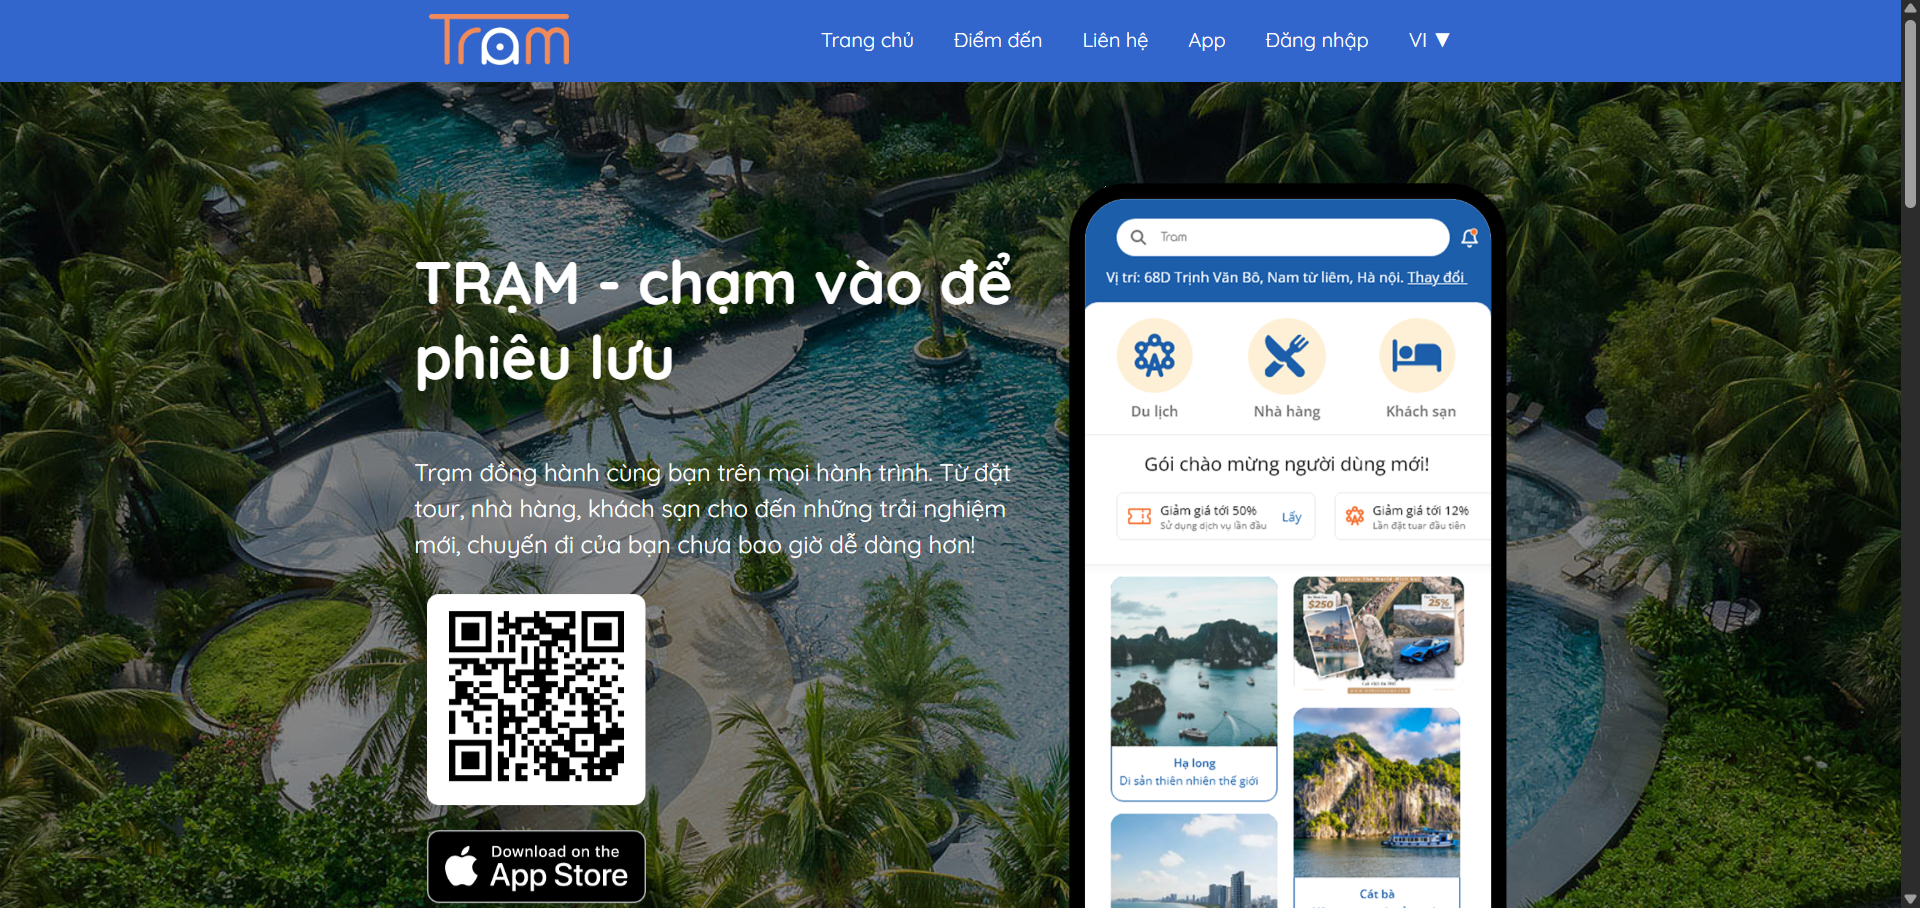 Trạm
Trang chủ
Điểm đến
Liên hệ
App
Đăng nhập
VI ▼
TRẠM - chạm vào để
phiêu lưu
Trạm đồng hành cùng bạn trên mọi hành trình. Từ đặt
tour, nhà hàng, khách sạn cho đến những trải nghiệm
mới, chuyến đi của bạn chưa bao giờ dễ dàng hơn!
Download on the
App Store
Tram
Vị trí: 68D Trịnh Văn Bô, Nam từ liêm, Hà nội. Thay đổi
Du lịch
Nhà hàng
Khách sạn
Gói chào mừng người dùng mới!
Giảm giá tới 50%
Sử dụng dịch vụ lần đầu
Lấy
Giảm giá tới 12%
Lần đặt tuar đầu tiên
$250
25%
Hạ long
Di sản thiên nhiên thế giới
Cát bà